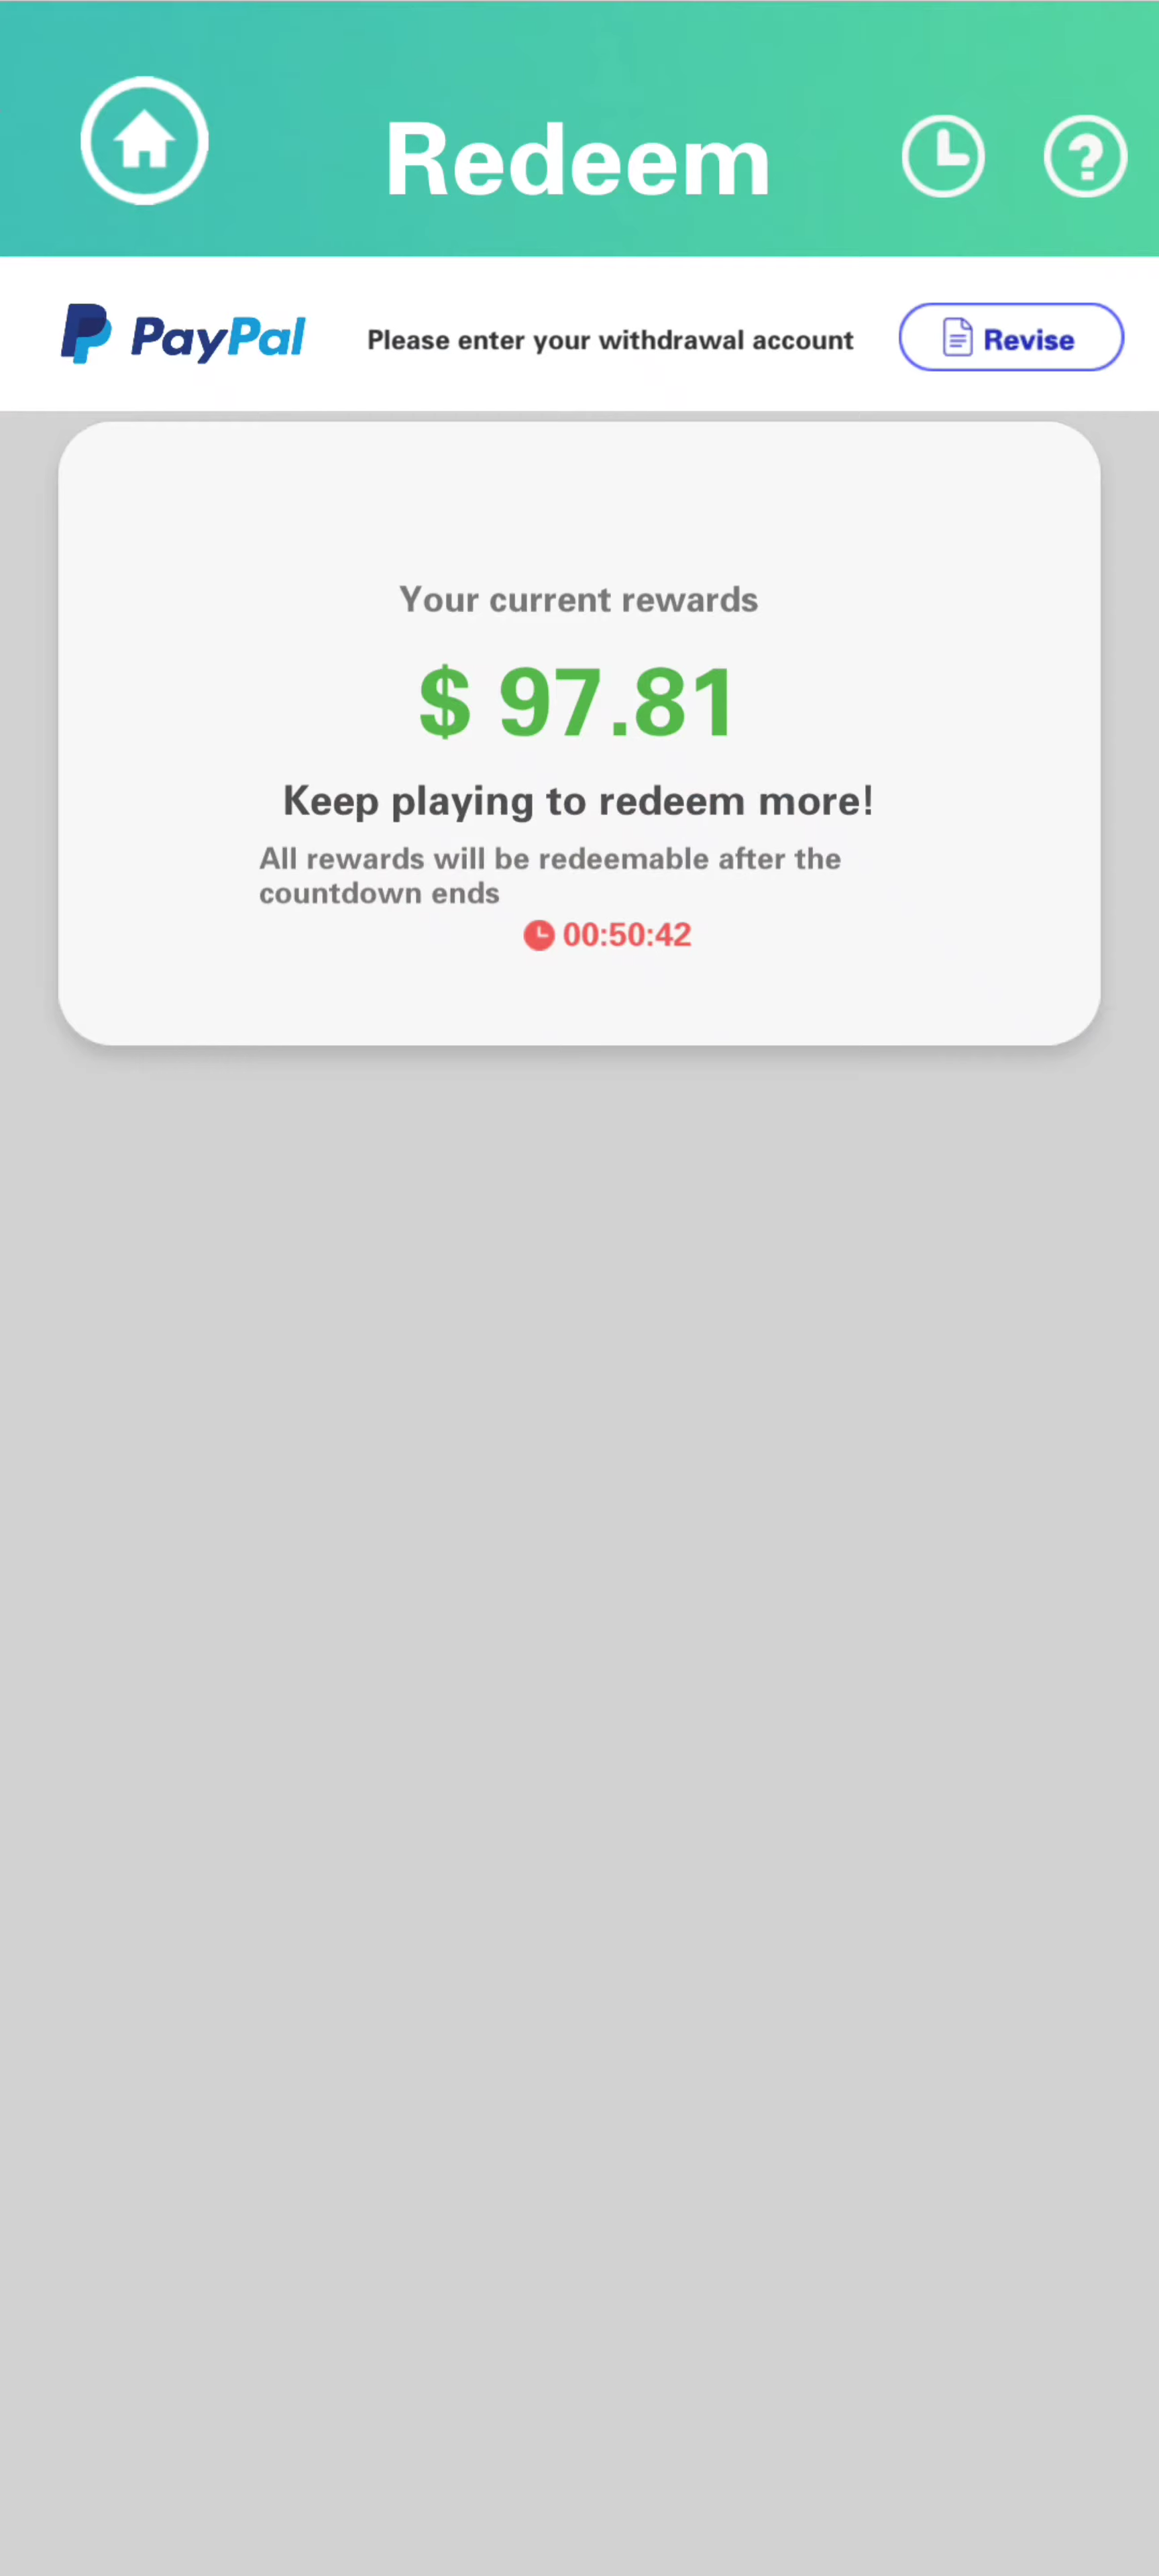 Redeem
PayPal
Please enter your withdrawal account
Revise
Your current rewards
$ 97.81
Keep playing to redeem more!
All rewards will be redeemable after the
countdown ends
00:50:42